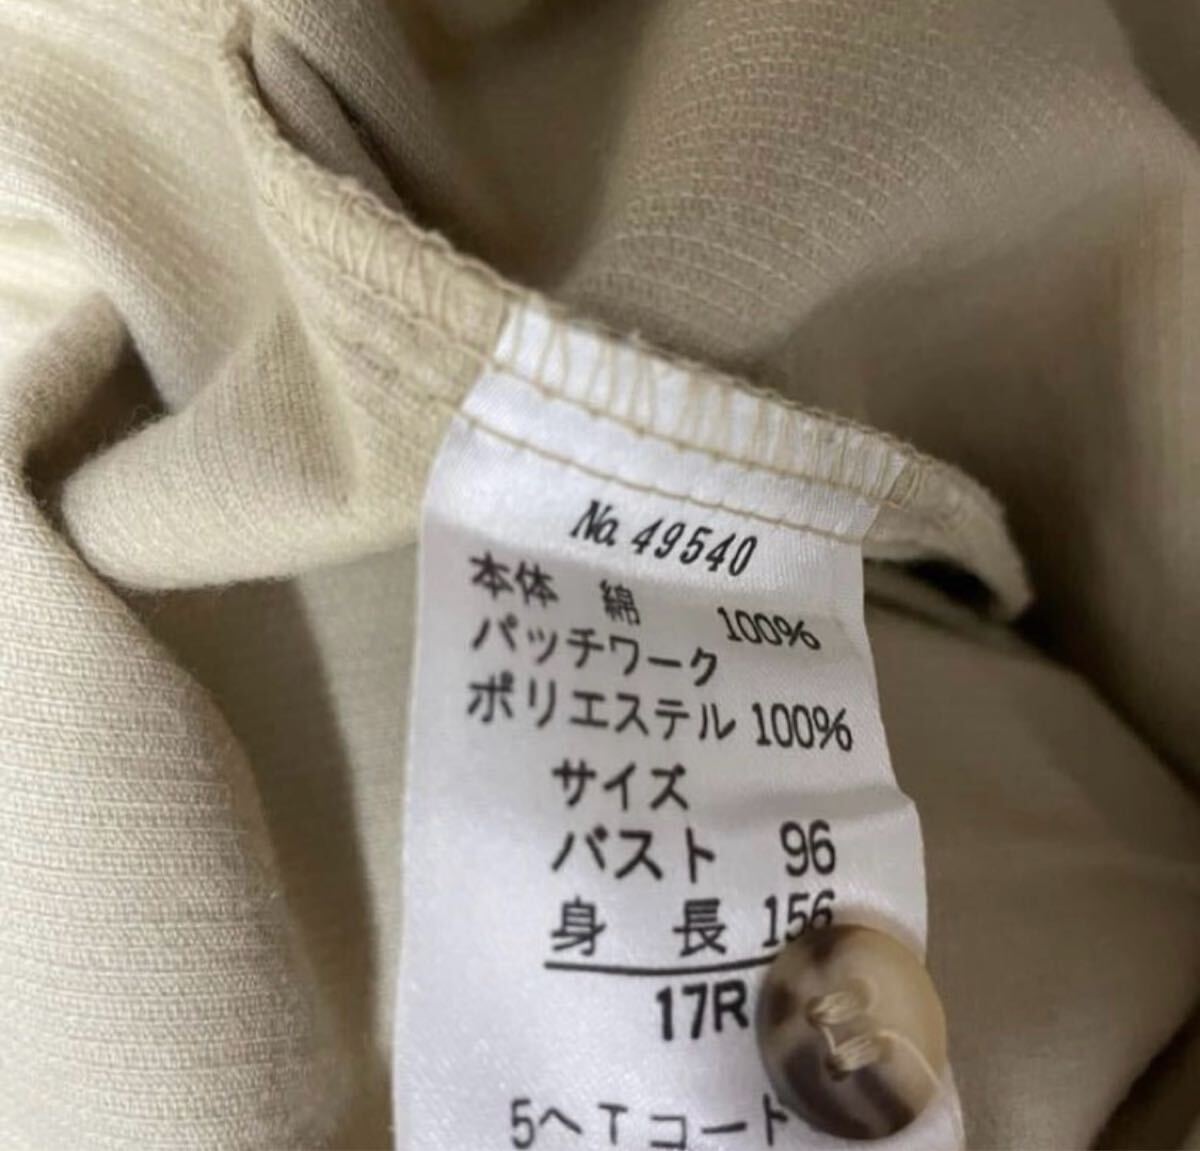 No. 49540
本体 綿 100%
パッチワーク
ポリエステル 100%
サイズ
バスト 96
身長 156
17R
5ヘTコート